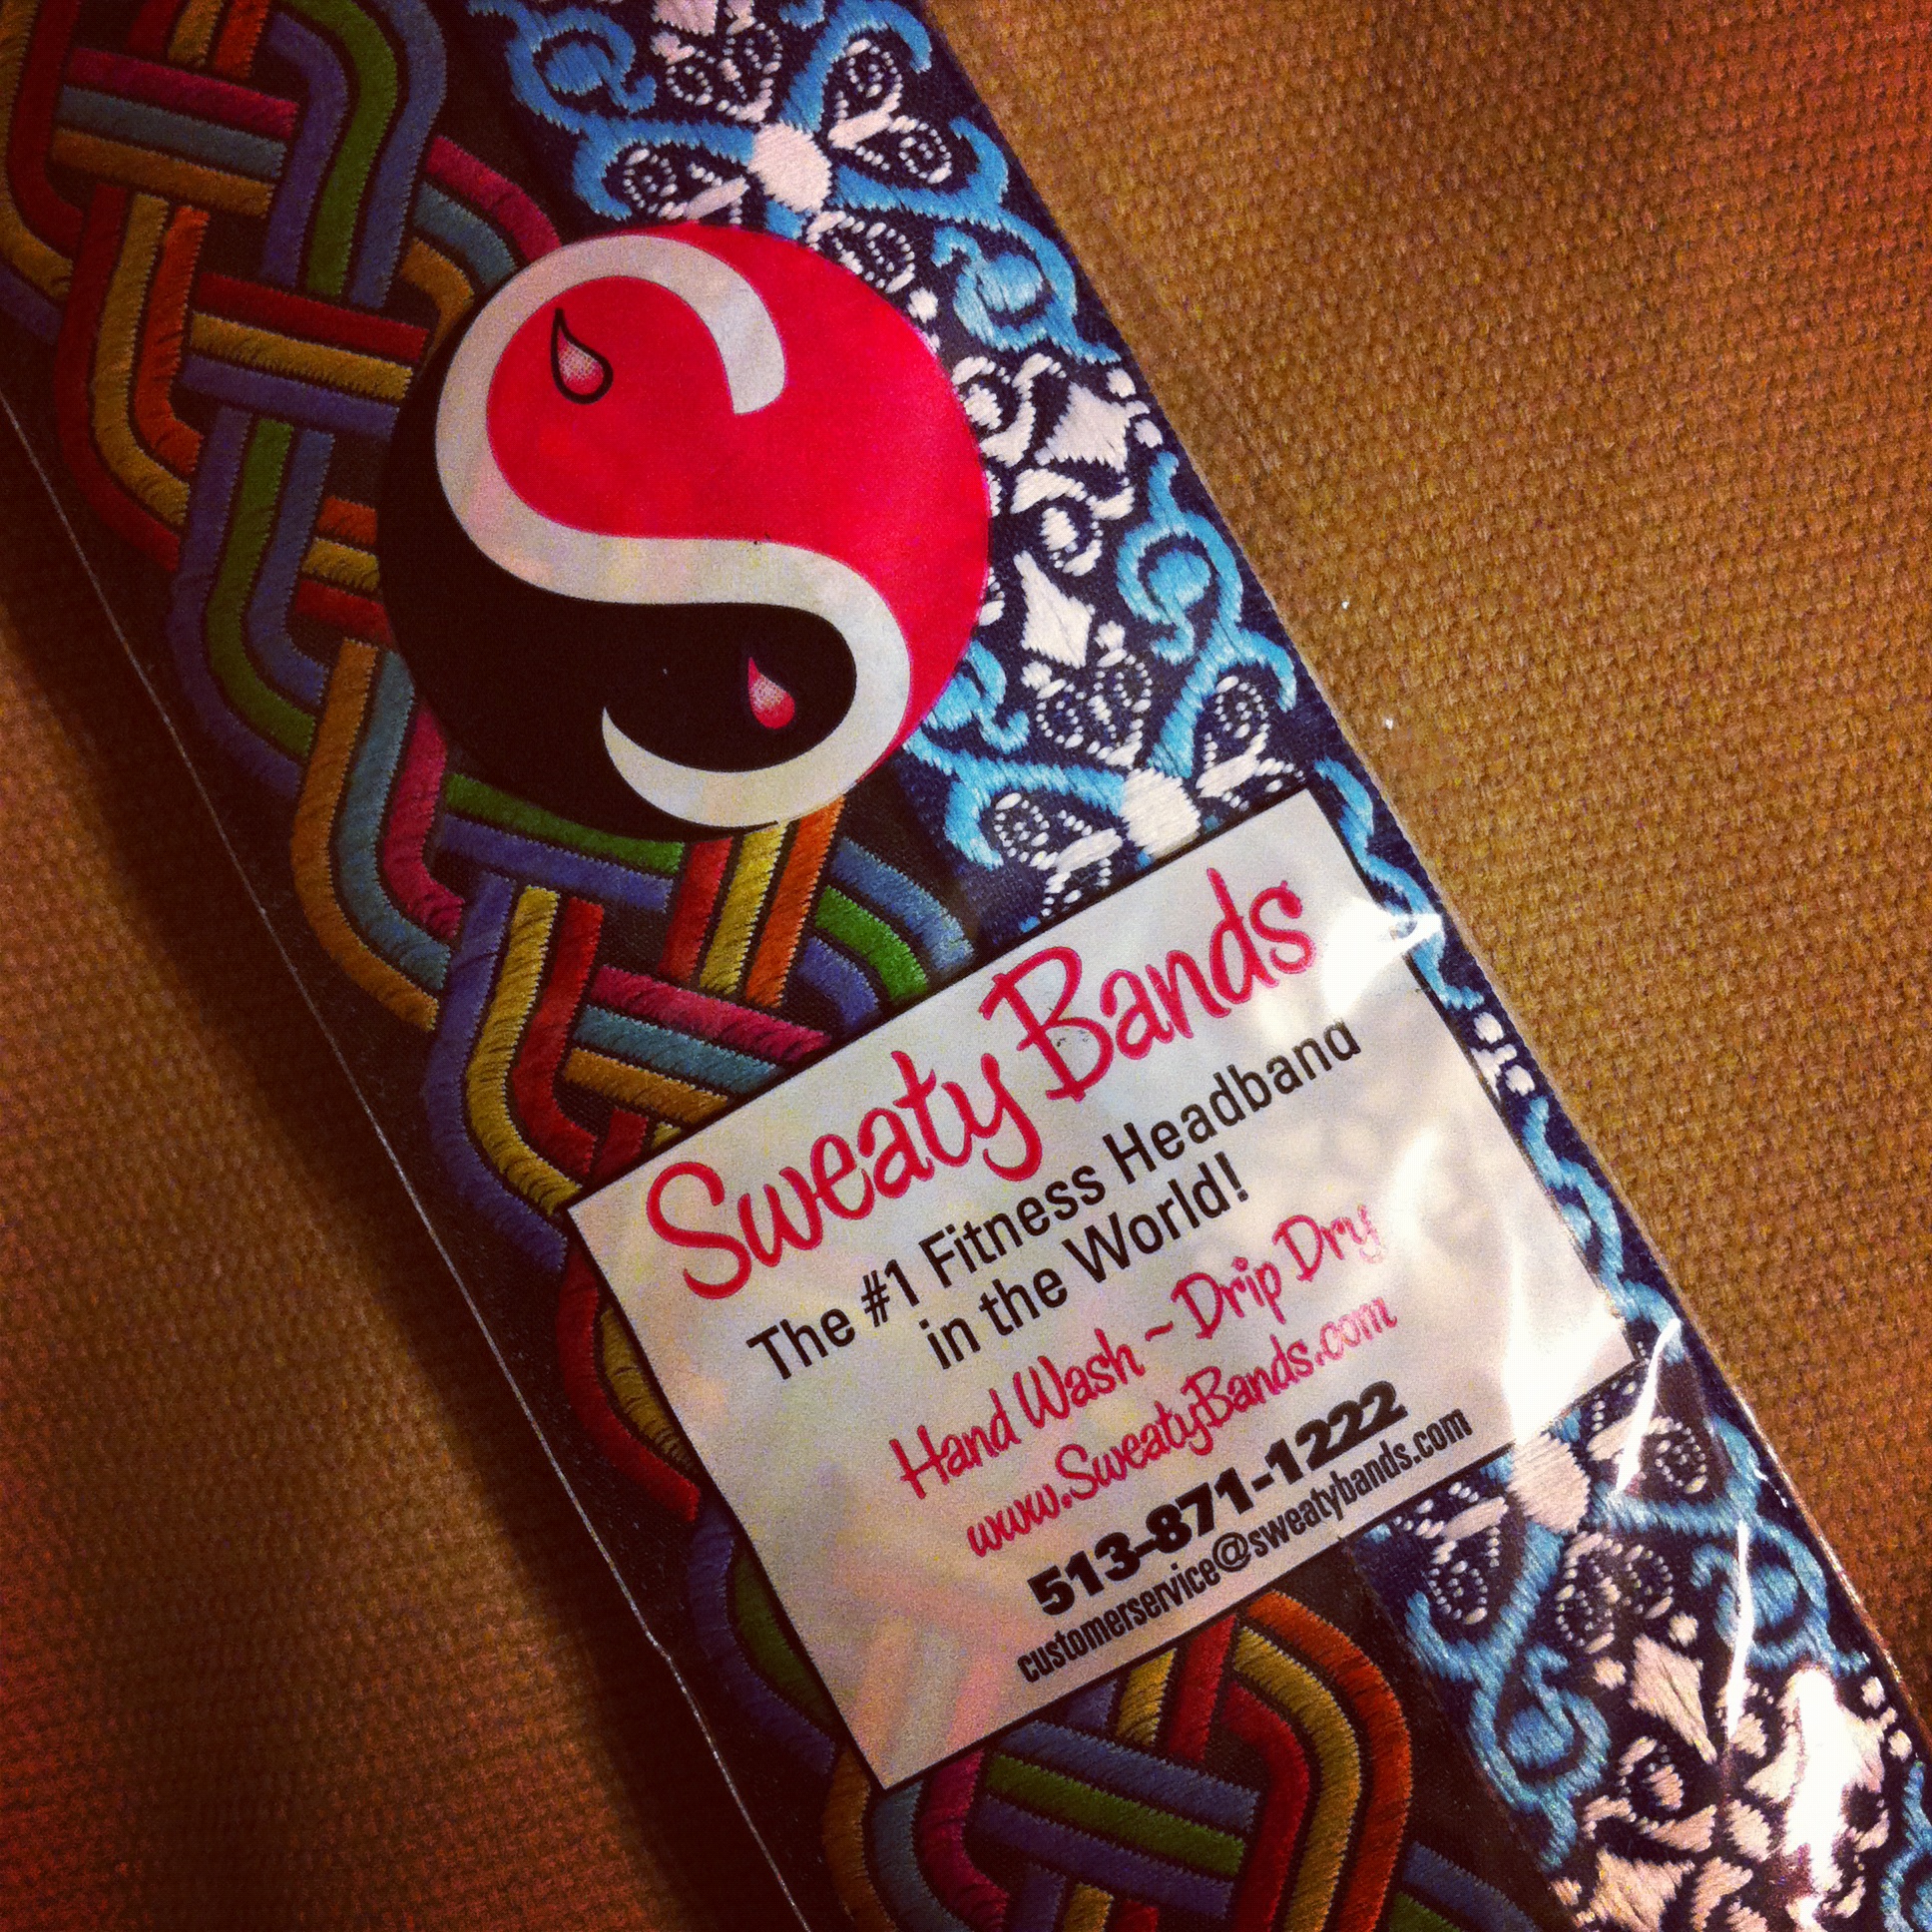 Sweaty Bands
The #1 Fitness Headband
in the World!
Hand Wash ~ Drip Dry
www.SweatyBands.com
513-871-1222
customerservice@sweatybands.com